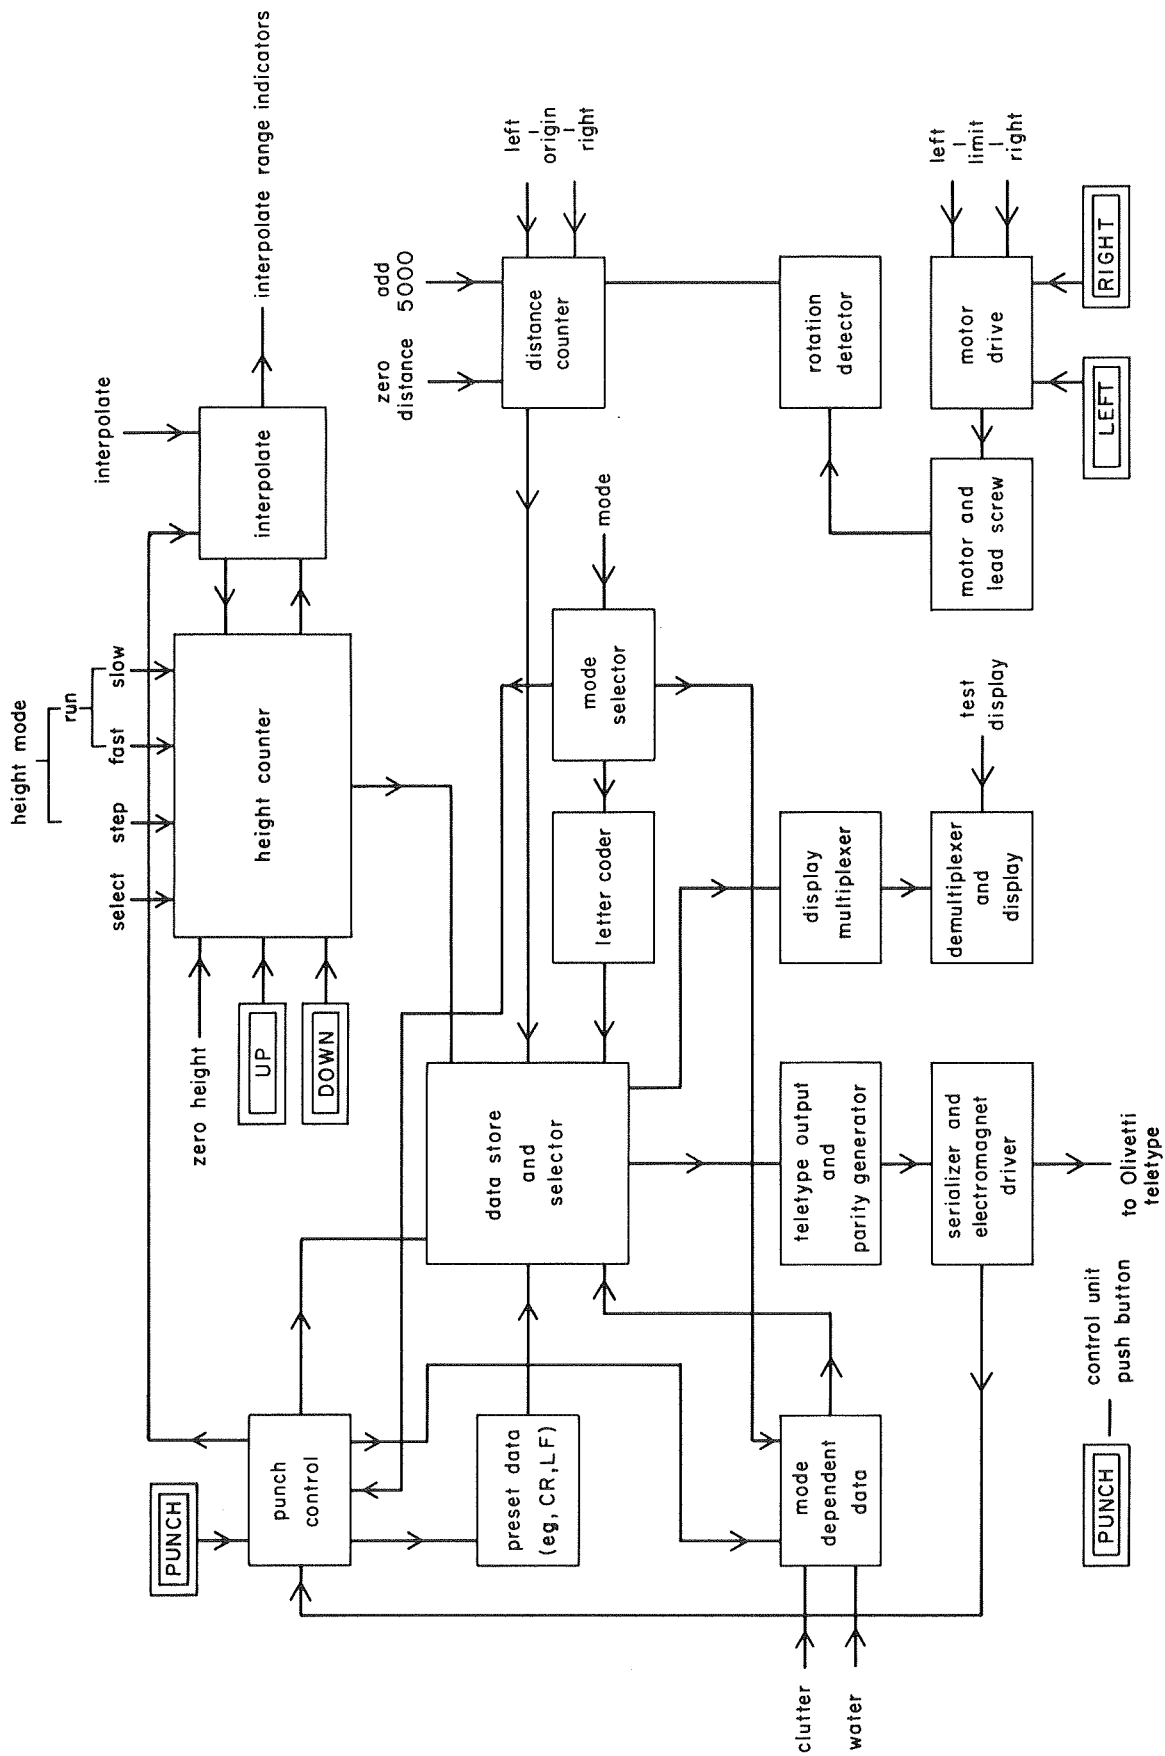 height mode
run
select
step
fast
slow
interpolate
zero height
UP
DOWN
height counter
interpolate
interpolate range indicators
PUNCH
punch
control
preset data
(eg, CR,LF)
data store
and
selector
letter coder
mode
selector
mode
zero
distance
add
5000
distance
counter
left
origin
right
clutter
water
mode
dependent
data
teletype output
and
parity generator
serializer and
electromagnet
driver
to Olivetti
teletype
display
multiplexer
demultiplexer
and
display
test
display
rotation
detector
motor and
lead screw
motor
drive
left
limit
right
LEFT
RIGHT
PUNCH
control unit
push button